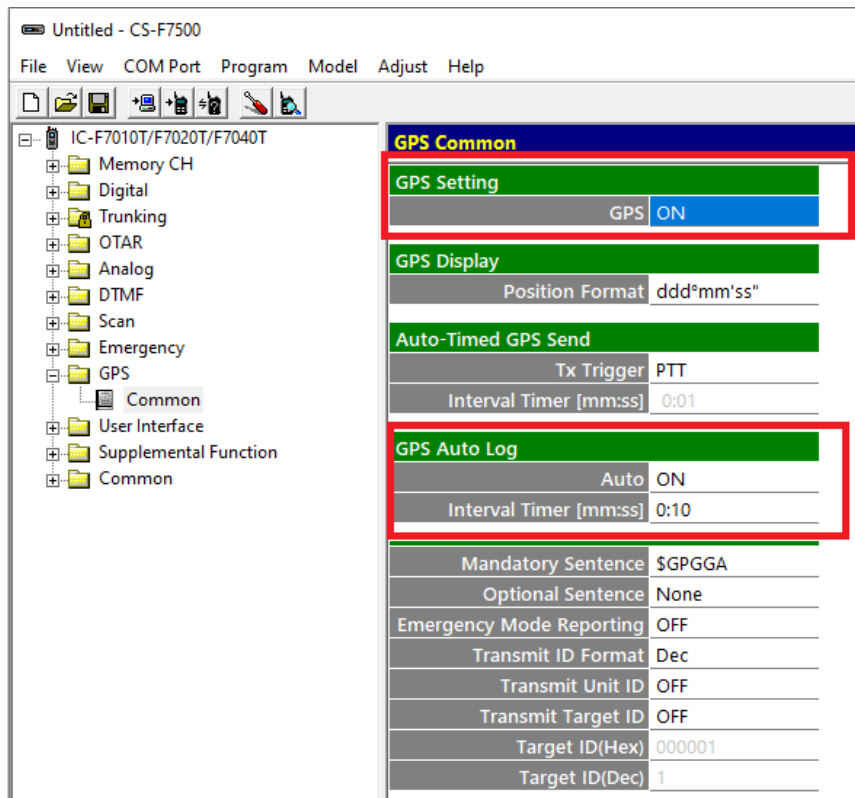 Untitled - CS-F7500
File View COM Port Program Model Adjust Help
IC-F7010T/F7020T/F7040T
Memory CH
Digital
Trunking
OTAR
Analog
DTMF
Scan
Emergency
GPS
Common
User Interface
Supplemental Function
Common
GPS Common
GPS Setting
GPS ON
GPS Display
Position Format ddd°mm'ss"
Auto-Timed GPS Send
Tx Trigger PTT
Interval Timer [mm:ss] 0:01
GPS Auto Log
Auto ON
Interval Timer [mm:ss] 0:10
Mandatory Sentence $GPGGA
Optional Sentence None
Emergency Mode Reporting OFF
Transmit ID Format Dec
Transmit Unit ID OFF
Transmit Target ID OFF
Target ID(Hex) 000001
Target ID(Dec) 1